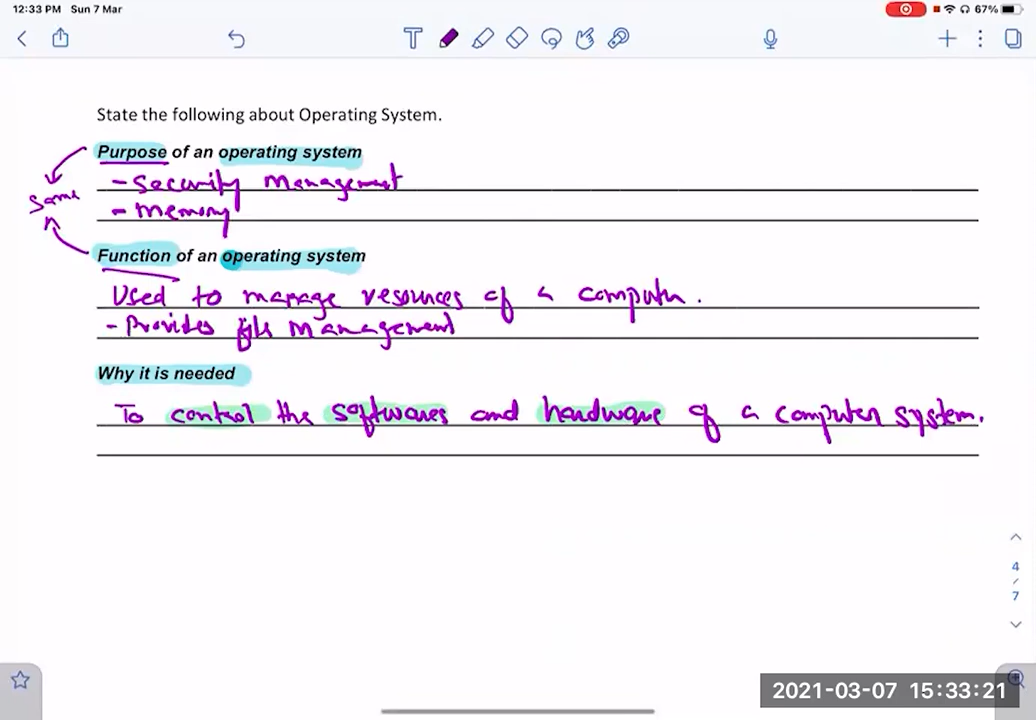 12:33 PM Sun 7 Mar
67%
State the following about Operating System.
Purpose of an operating system
- Security Management
Same
- Memory
Function of an operating system
Used to manage resources of a computer.
- Provides file management
Why it is needed
To control the softwares and hardware of a computer system.
4
/
7
2021-03-07 15:33:21